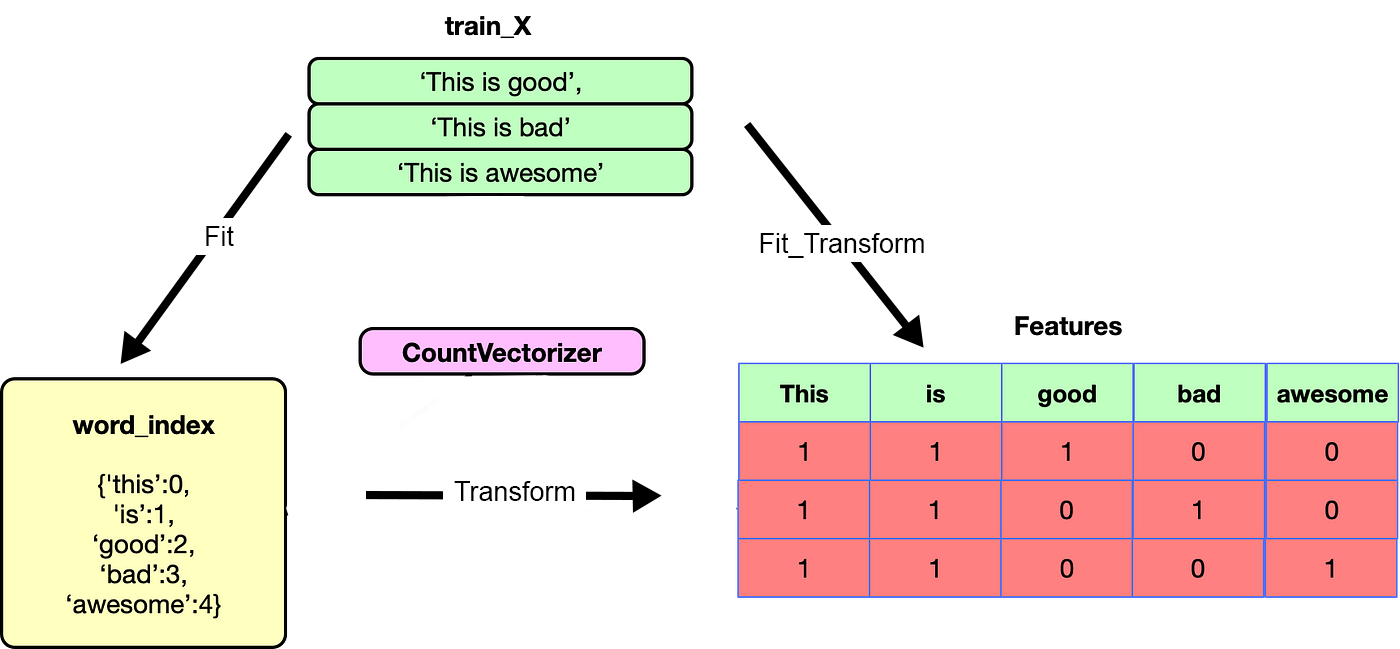 train_X
‘This is good’,
‘This is bad’
‘This is awesome’
Fit
Fit_Transform
CountVectorizer
Features
word_index
{'this’:0,
'is’:1,
‘good’:2,
‘bad’:3,
‘awesome’:4}
Transform
This is good bad awesome
1 1 1 0 0
1 1 0 1 0
1 1 0 0 1